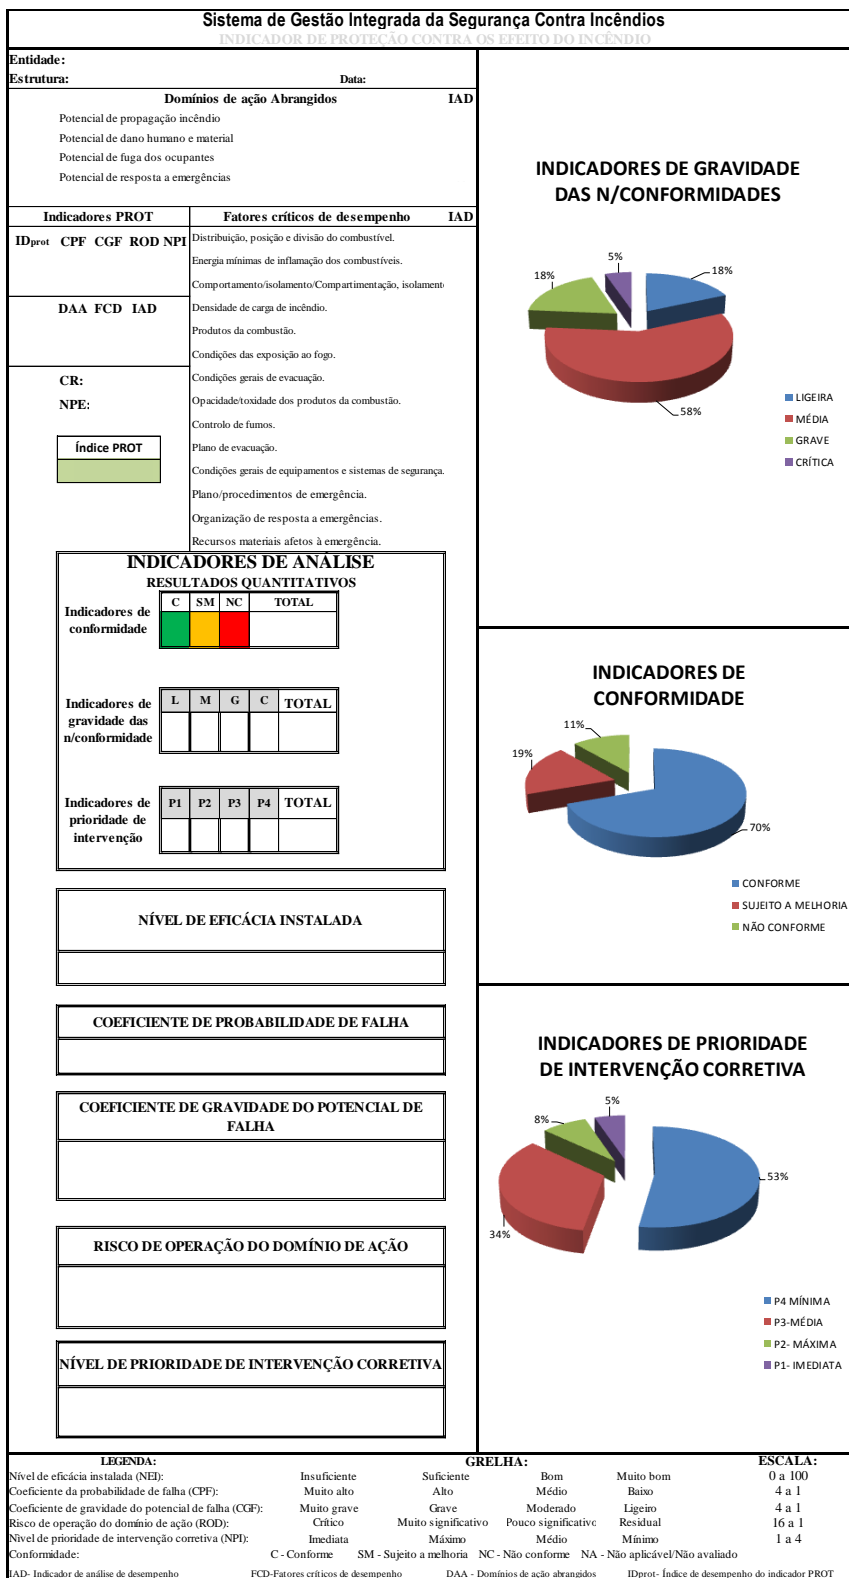 Sistema de Gestão Integrada da Segurança Contra Incêndios
INDICADOR DE PROTEÇÃO CONTRA OS EFEITO DO INCÊNDIO
Entidade:
Estrutura: Data:
Domínios de ação Abrangidos IAD
Potencial de propagação incêndio
Potencial de dano humano e material
Potencial de fuga dos ocupantes
Potencial de resposta a emergências
Indicadores PROT Fatores críticos de desempenho IAD
IDprot CPF CGF ROD NPI
Distribuição, posição e divisão do combustível.
Energia mínimas de inflamação dos combustíveis.
Comportamento/isolamento/Compartimentação, isolamento
DAA FCD IAD
Densidade de carga de incêndio.
Produtos da combustão.
Condições das exposição ao fogo.
CR:
Condições gerais de evacuação.
NPE:
Opacidade/toxidade dos produtos da combustão.
Controlo de fumos.
Índice PROT
Plano de evacuação.
Condições gerais de equipamentos e sistemas de segurança.
Plano/procedimentos de emergência.
Organização de resposta a emergências.
Recursos materiais afetos à emergência.
INDICADORES DE ANÁLISE
RESULTADOS QUANTITATIVOS
Indicadores de
conformidade
C SM NC TOTAL
Indicadores de
gravidade das
n/conformidade
L M G C TOTAL
Indicadores de
prioridade de
intervenção
P1 P2 P3 P4 TOTAL
NÍVEL DE EFICÁCIA INSTALADA
COEFICIENTE DE PROBABILIDADE DE FALHA
COEFICIENTE DE GRAVIDADE DO POTENCIAL DE
FALHA
RISCO DE OPERAÇÃO DO DOMÍNIO DE AÇÃO
NÍVEL DE PRIORIDADE DE INTERVENÇÃO CORRETIVA
INDICADORES DE GRAVIDADE
DAS N/CONFORMIDADES
5%
18%
18%
58%
LIGEIRA
MÉDIA
GRAVE
CRÍTICA
INDICADORES DE
CONFORMIDADE
11%
19%
70%
CONFORME
SUJEITO A MELHORIA
NÃO CONFORME
INDICADORES DE PRIORIDADE
DE INTERVENÇÃO CORRETIVA
5%
8%
53%
34%
P4 MÍNIMA
P3-MÉDIA
P2- MÁXIMA
P1- IMEDIATA
LEGENDA: GRELHA: ESCALA:
Nível de eficácia instalada (NEI): Insuficiente Suficiente Bom Muito bom 0 a 100
Coeficiente da probabilidade de falha (CPF): Muito alto Alto Médio Baixo 4 a 1
Coeficiente de gravidade do potencial de falha (CGF): Muito grave Grave Moderado Ligeiro 4 a 1
Risco de operação do domínio de ação (ROD): Crítico Muito significativo Pouco significativo Residual 16 a 1
Nível de prioridade de intervenção corretiva (NPI): Imediata Máximo Médio Mínimo 1 a 4
Conformidade: C - Conforme SM - Sujeito a melhoria NC - Não conforme NA - Não aplicável/Não avaliado
IAD- Indicador de análise de desempenho FCD-Fatores críticos de desempenho DAA - Domínios de ação abrangidos IDprot- Índice de desempenho do indicador PROT